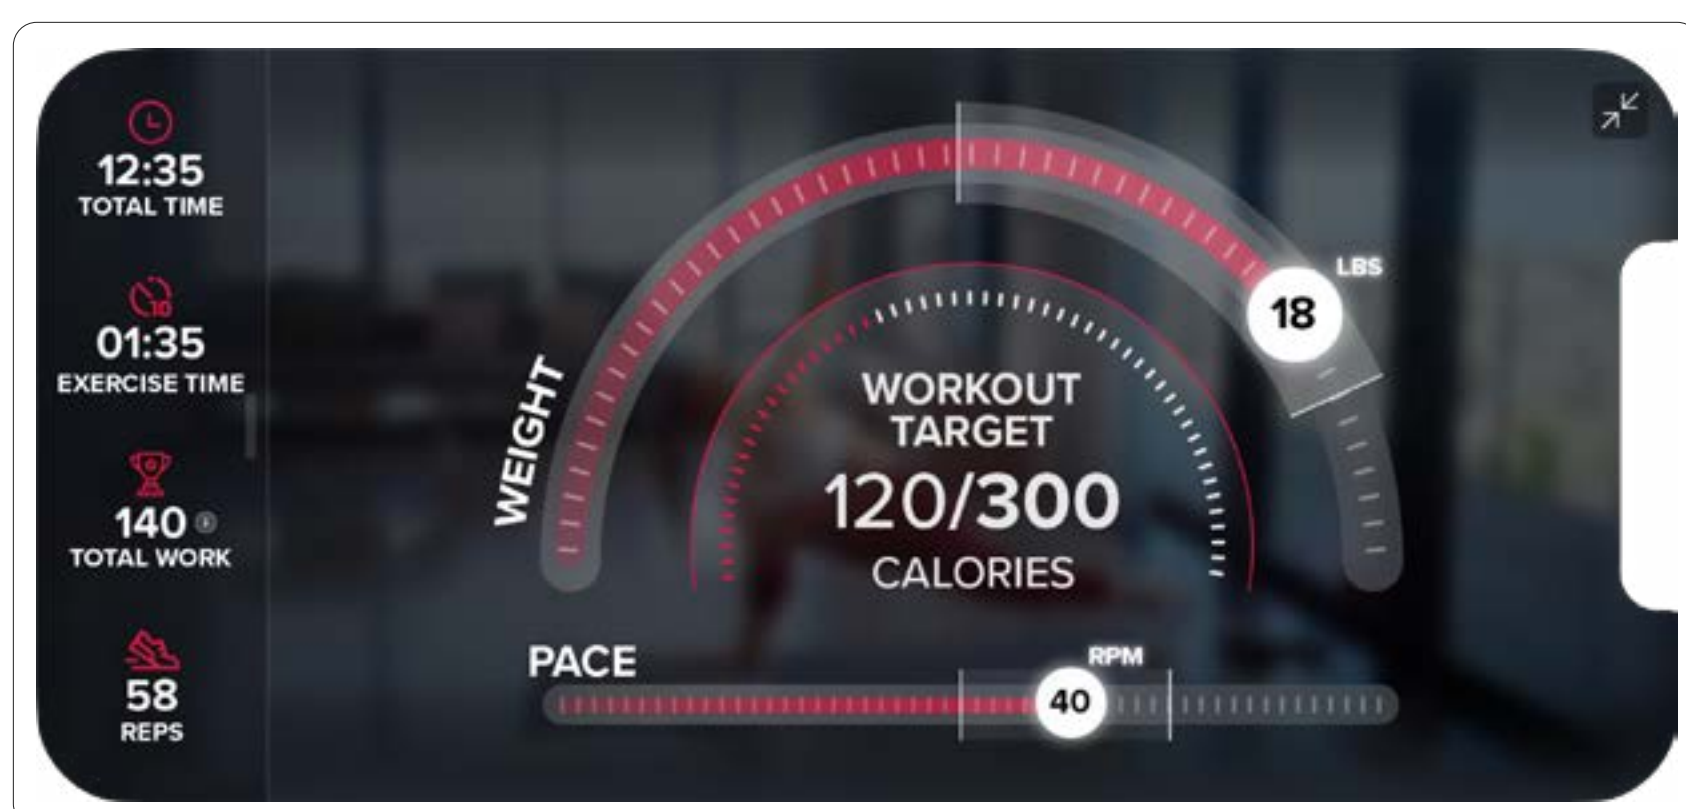 12:35
TOTAL TIME
10
01:35
EXERCISE TIME
140
TOTAL WORK
58
REPS
WEIGHT
LBS
18
WORKOUT
TARGET
120/300
CALORIES
PACE
RPM
40